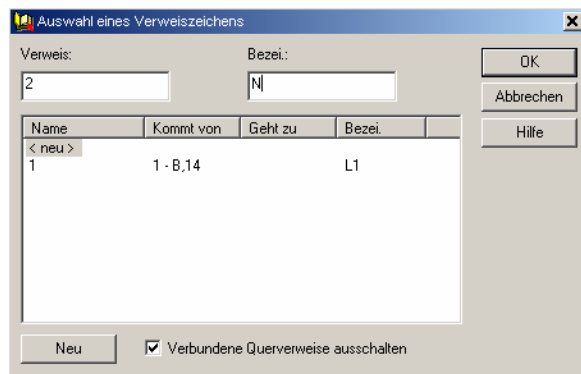 Auswahl eines Verweiszeichens
Verweis: Bezei.:
2 N
OK
Abbrechen
Hilfe
Name Kommt von Geht zu Bezei.
< neu >
1 1 - B,14 L1
Neu Verbundene Querverweise ausschalten